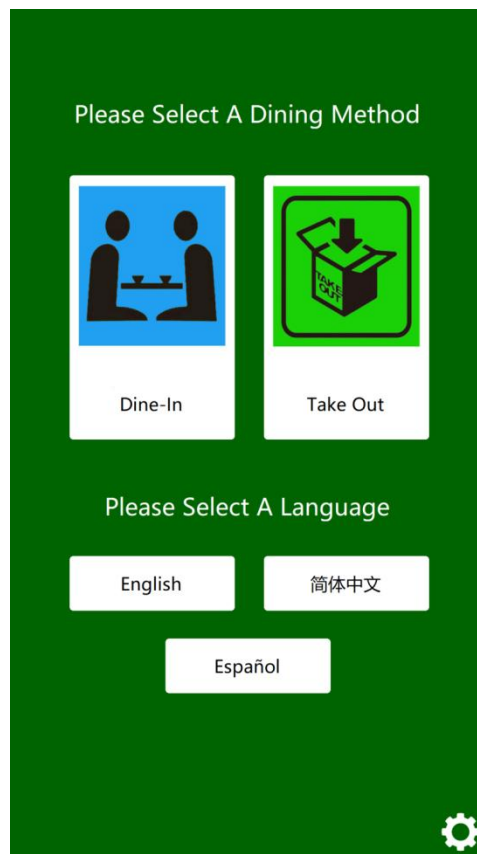 Please Select A Dining Method
TAKE
OUT
Dine-In
Take Out
Please Select A Language
English
简体中文
Español